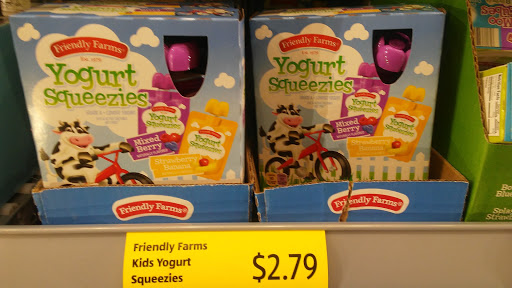 Friendly Farms
Yogurt
Squeezies
Mixed
Berry
Strawberry
Banana
Friendly Farms
Friendly Farms
Yogurt
Squeezies
Mixed
Berry
Strawberry
Banana
Friendly Farms
Friendly Farms
Kids Yogurt
Squeezies
$2.79